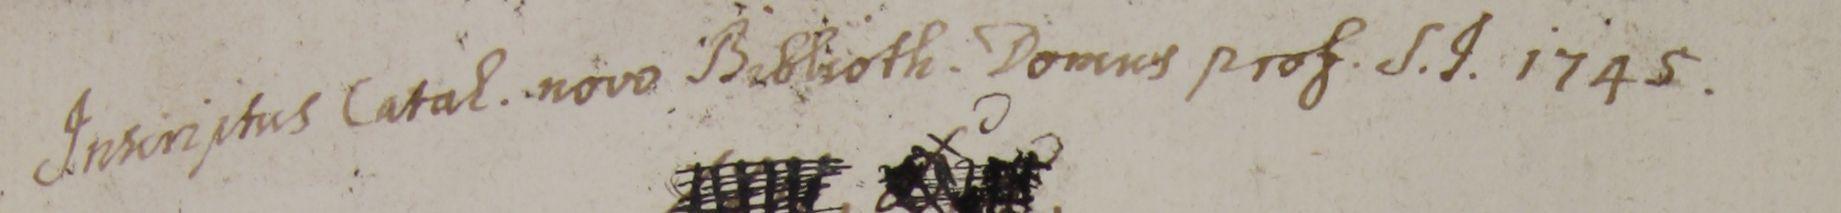 Inscriptus Catal. novo Biblioth. Domus prof. S.J. 1745.